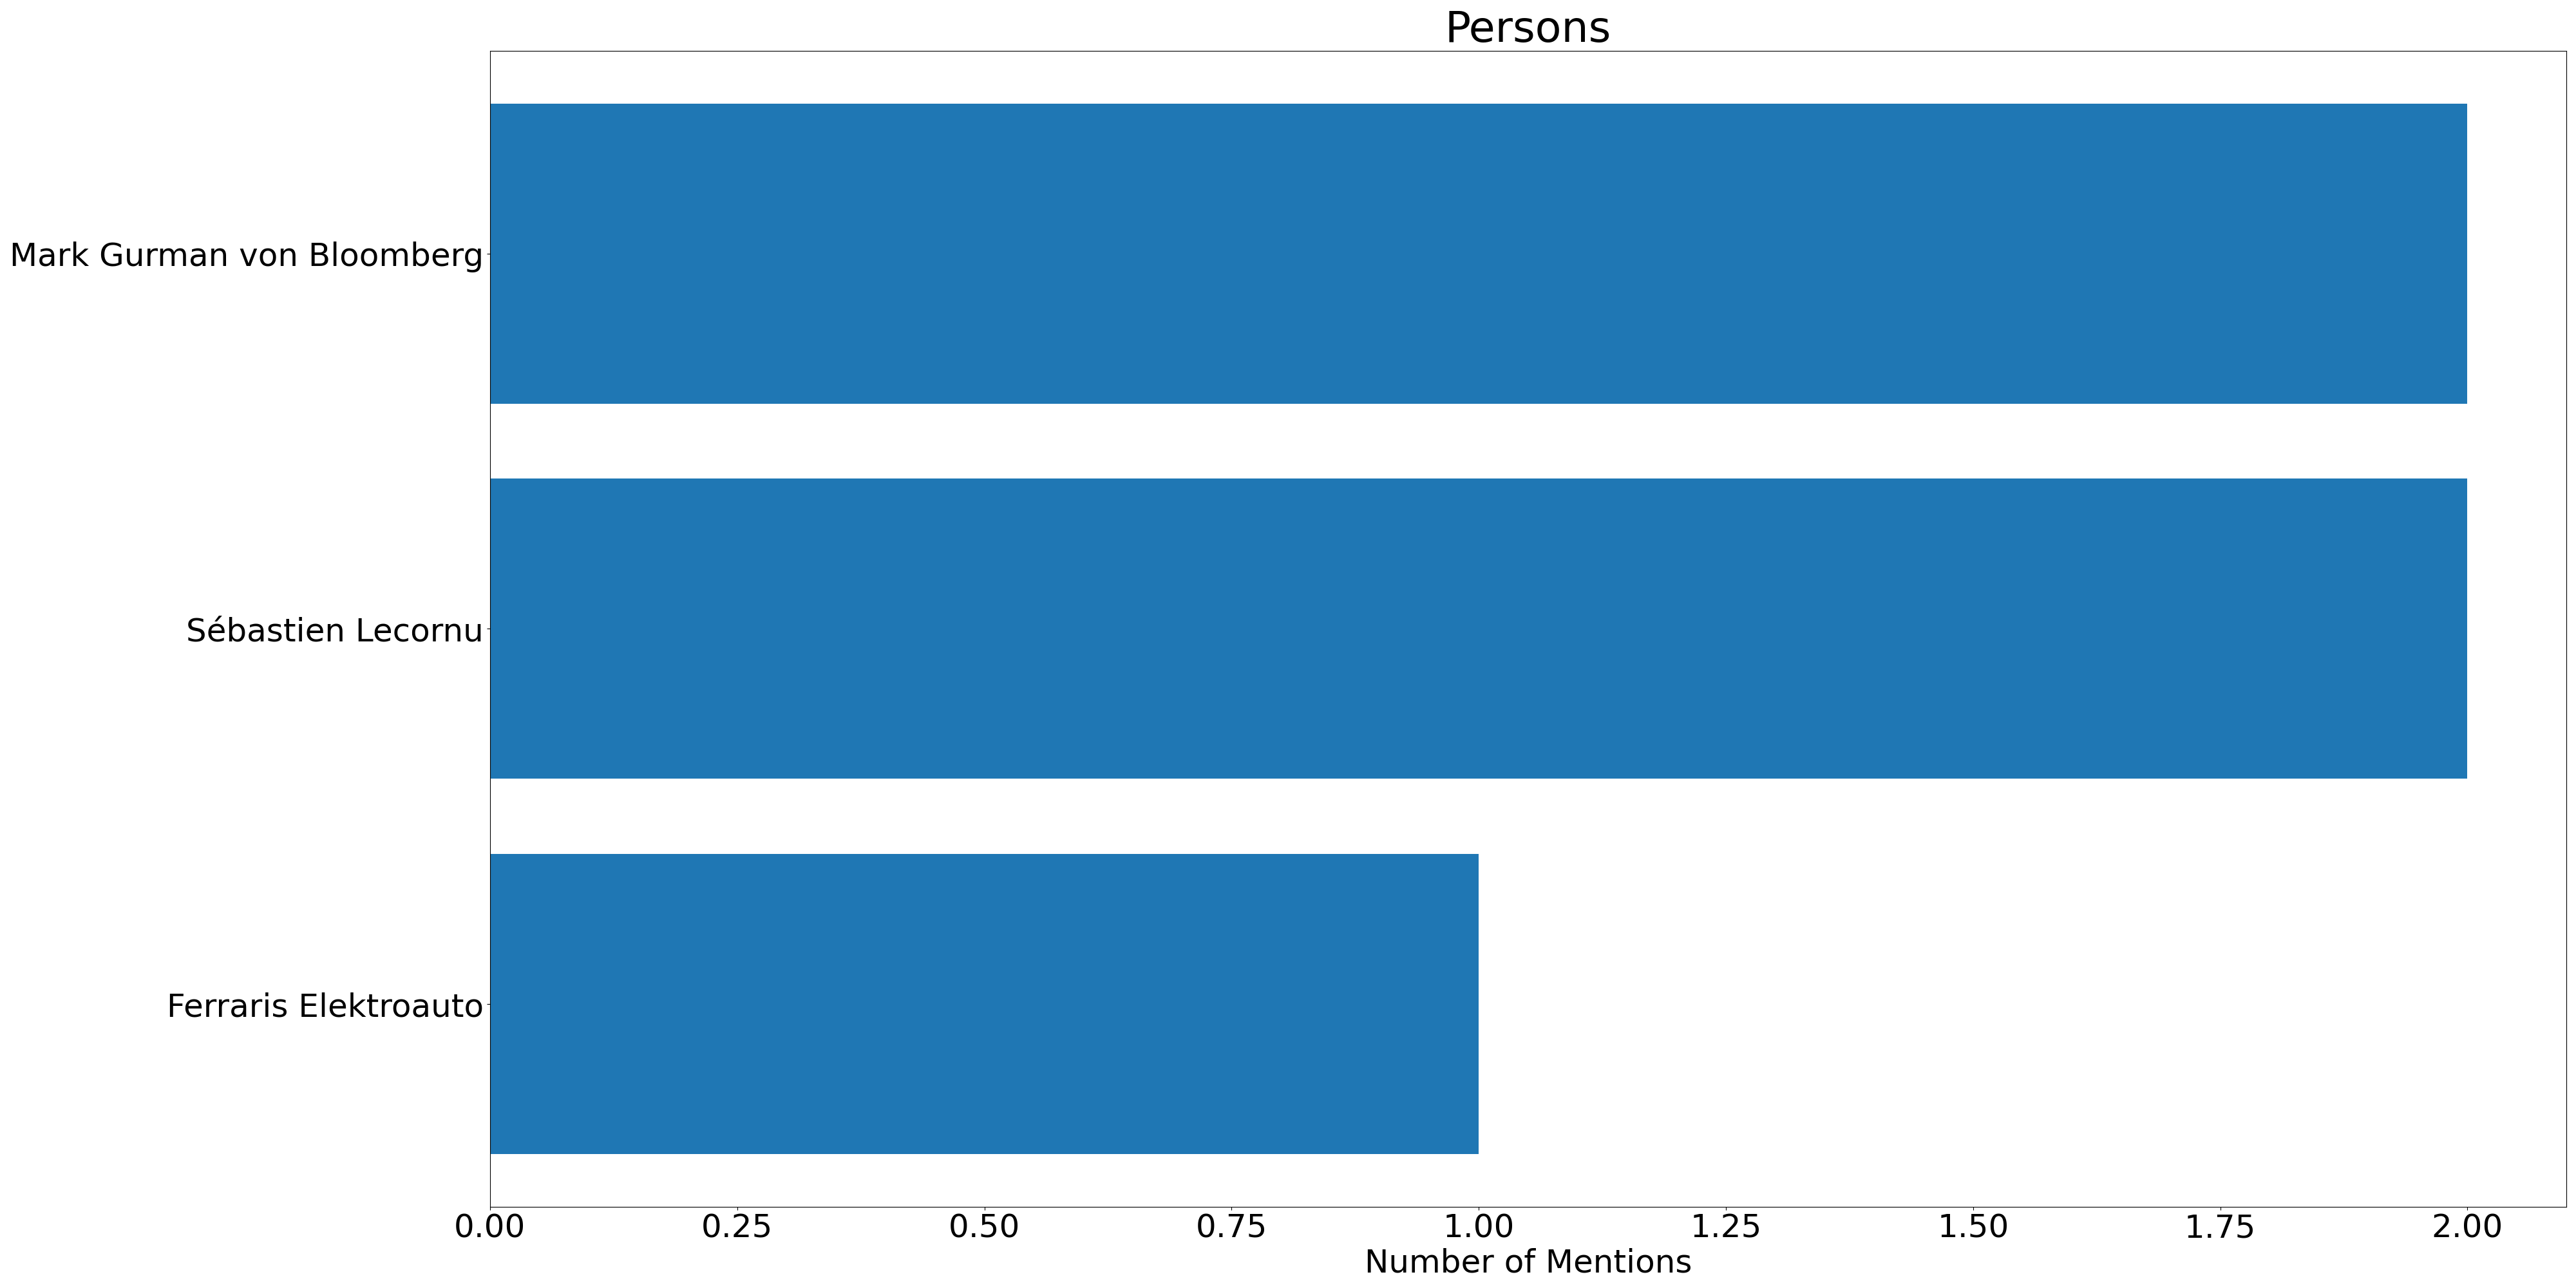 Persons
Mark Gurman von Bloomberg
Sébastien Lecornu
Ferraris Elektroauto
0.00 0.25 0.50 0.75 1.00 1.25 1.50 1.75 2.00
Number of Mentions